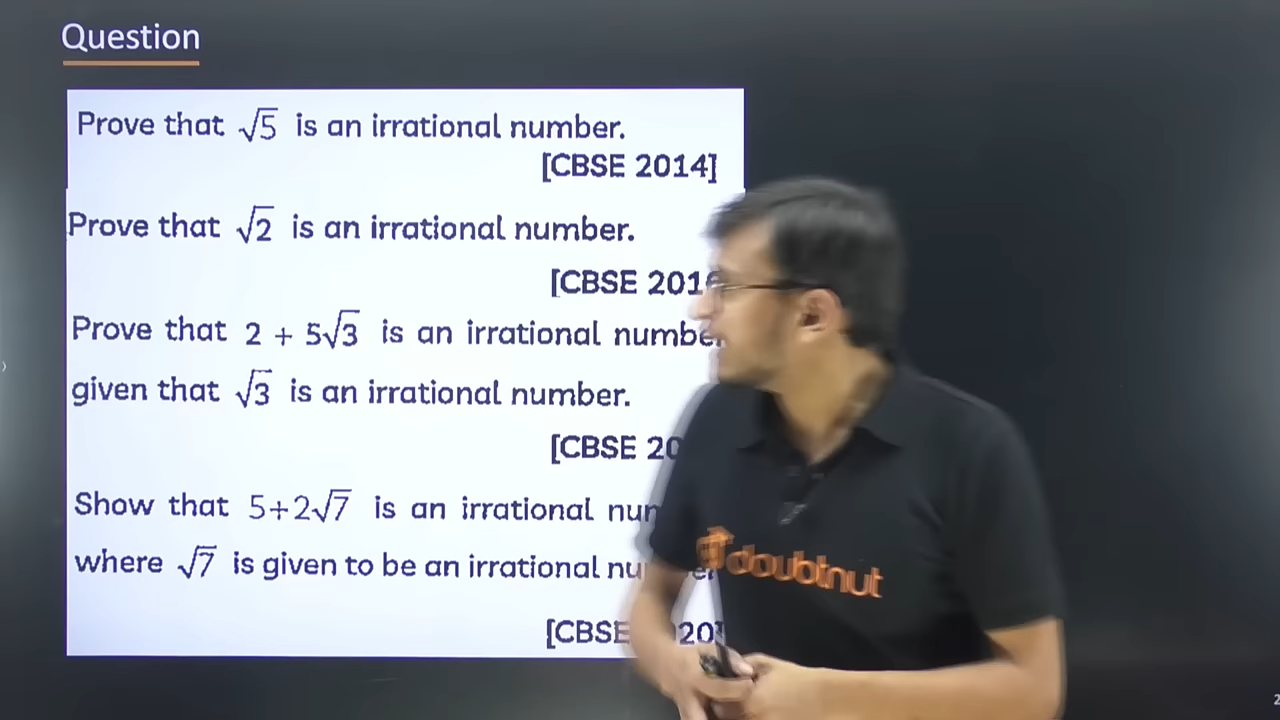 Question
Prove that √5 is an irrational number.
[CBSE 2014]
Prove that √2 is an irrational number.
[CBSE
Prove that 2 + 5√3 is an irrational
given that √3 is an irrational number.
[CBSE
Show that 5+2√7 is an irrational
where √7 is given to be an irrational
doubtnut